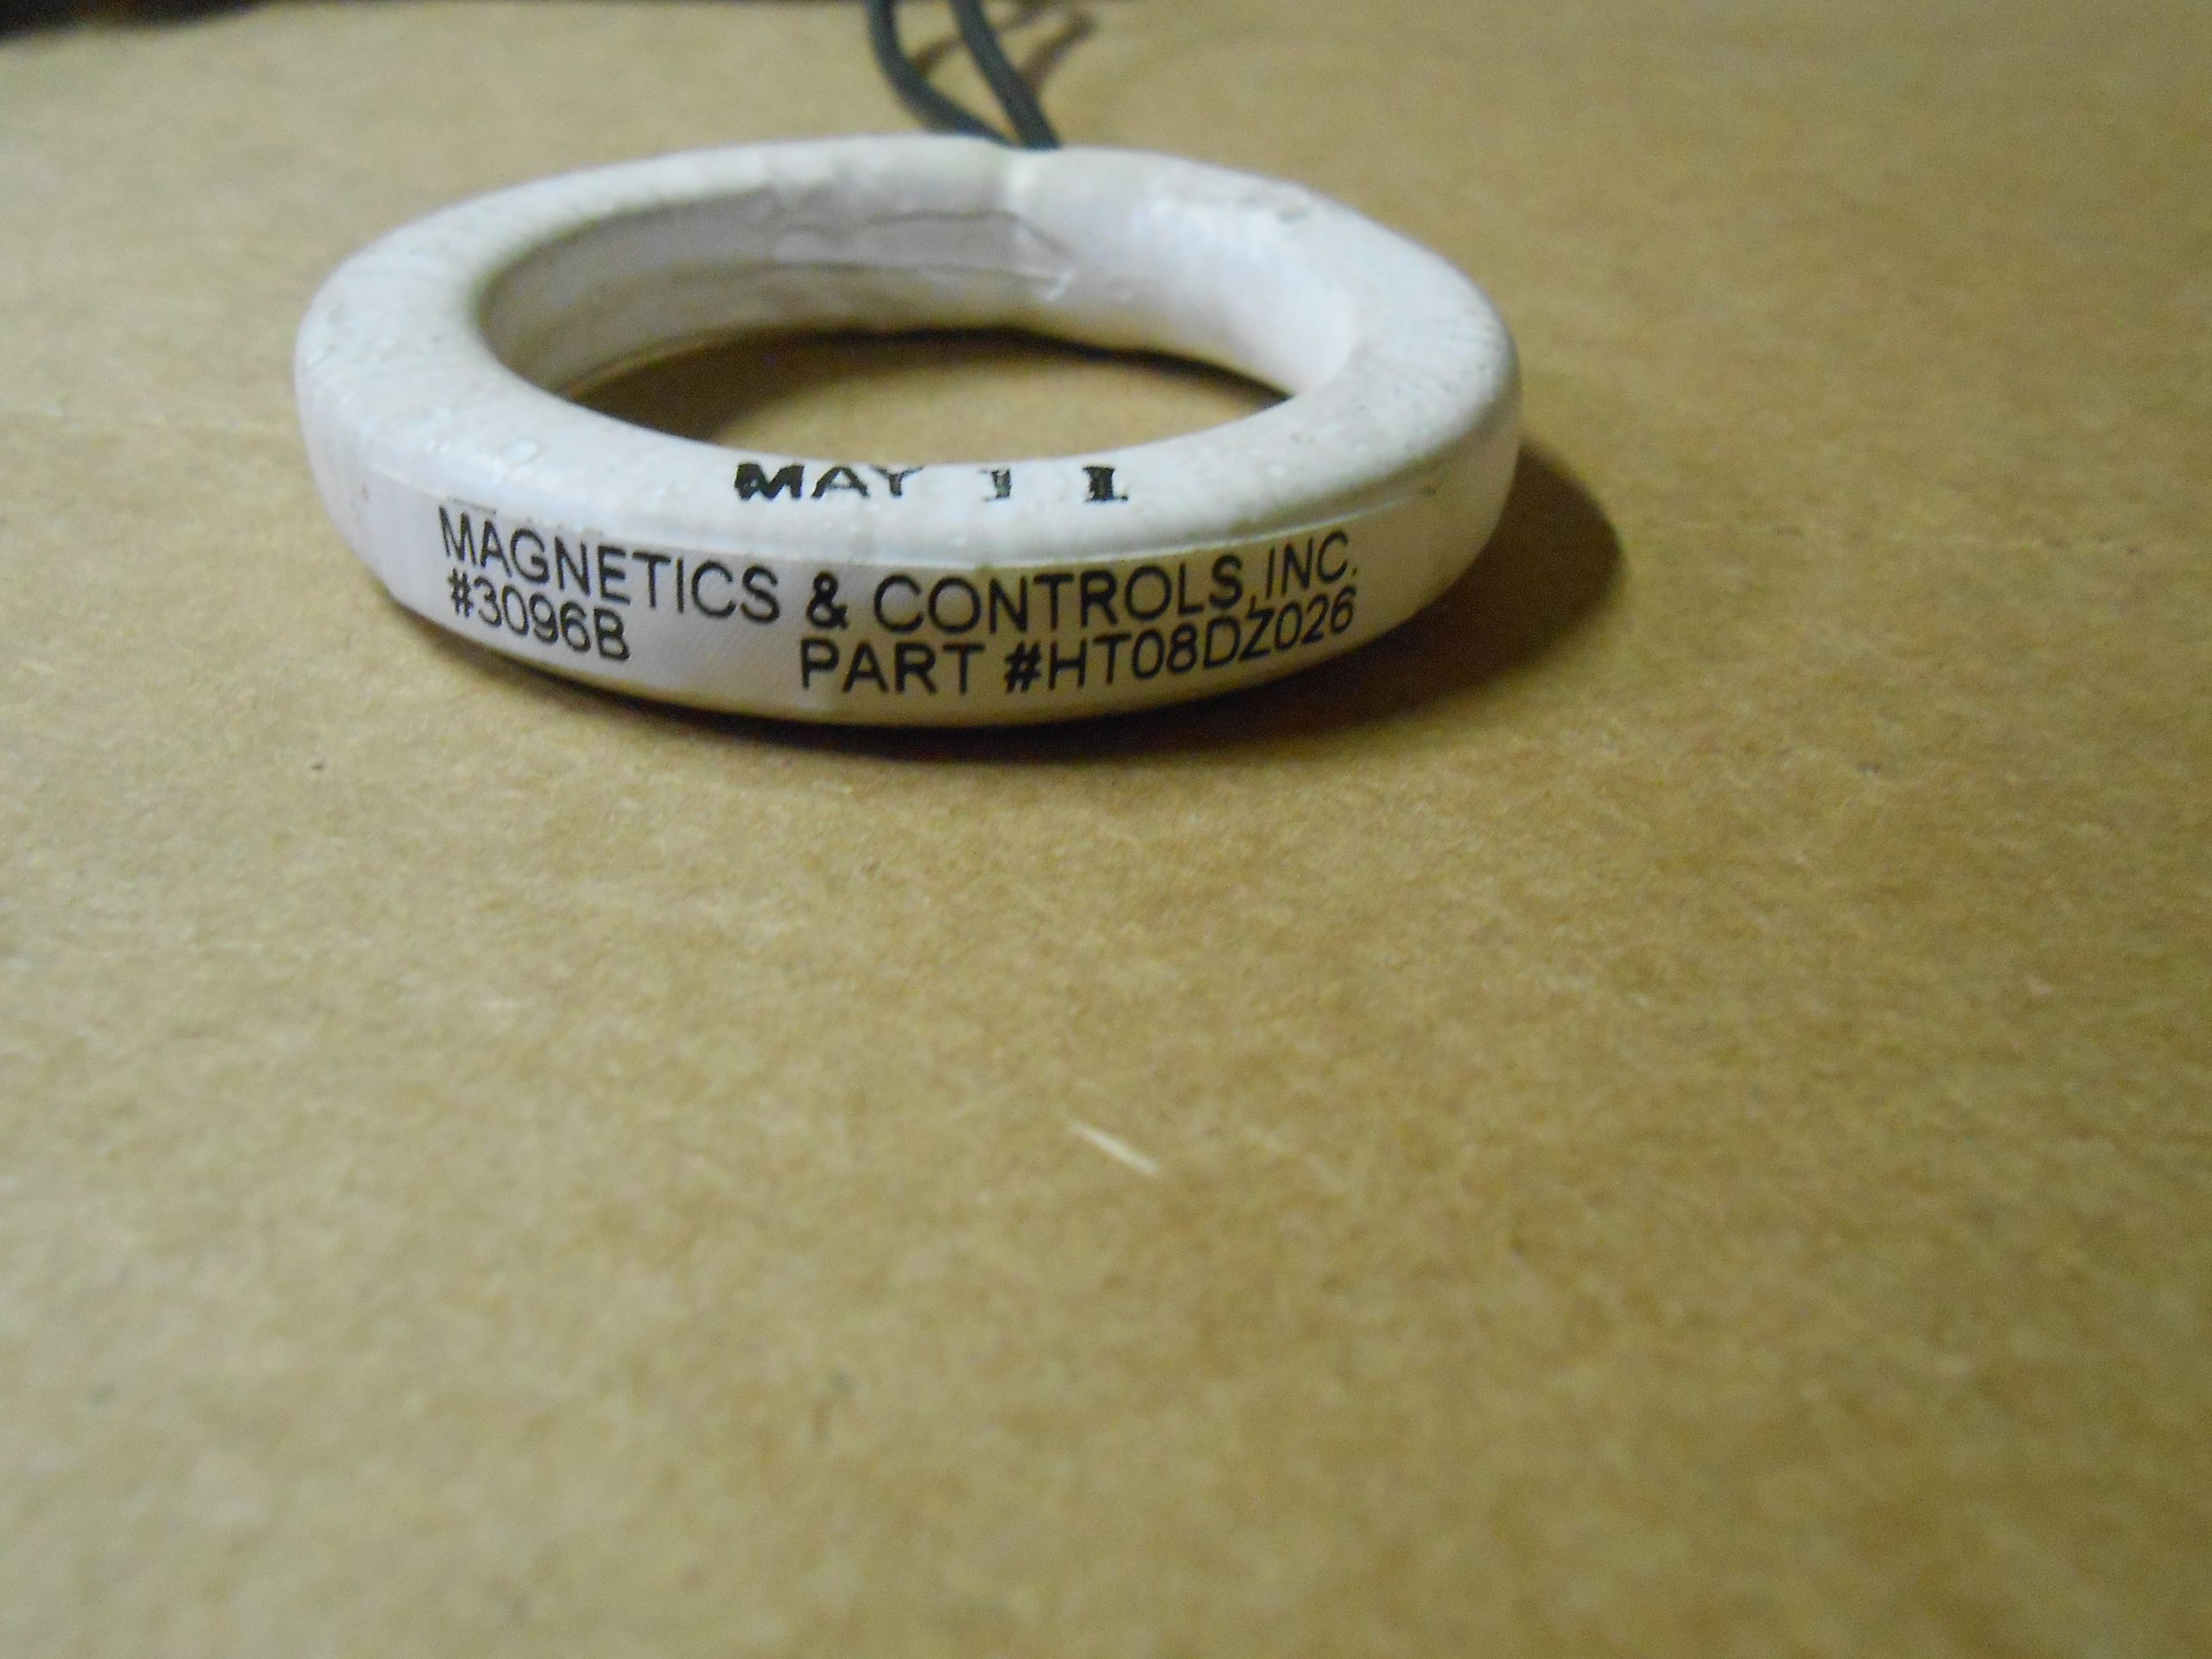 MAY 11
MAGNETICS & CONTROLS, INC.
#3096B PART #HT08DZ026